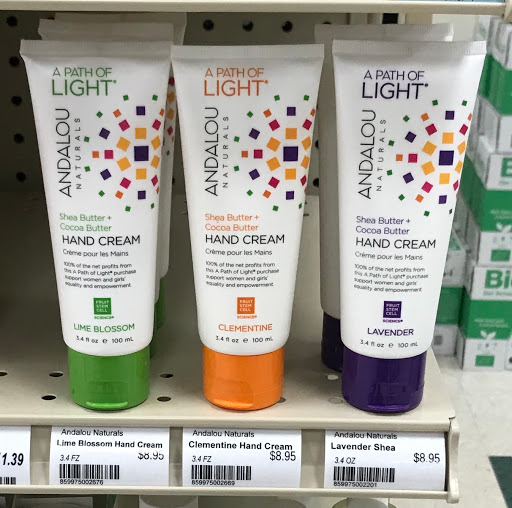 A PATH OF
LIGHT®
ANDALOU
NATURALS
Shea Butter +
Cocoa Butter
HAND CREAM
Crème pour les Mains
100% of the net profits from
this A Path of Light® purchase
support women and girls'
equality and empowerment.
FRUIT
STEM
CELL
SCIENCE®
LIME BLOSSOM
3.4 fl oz ℮ 100 mL
A PATH OF
LIGHT®
ANDALOU
NATURALS
Shea Butter +
Cocoa Butter
HAND CREAM
Crème pour les Mains
100% of the net profits from
this A Path of Light® purchase
support women and girls'
equality and empowerment.
FRUIT
STEM
CELL
SCIENCE®
CLEMENTINE
3.4 fl oz ℮ 100 mL
A PATH OF
LIGHT®
ANDALOU
NATURALS
Shea Butter +
Cocoa Butter
HAND CREAM
Crème pour les Mains
100% of the net profits from
this A Path of Light® purchase
support women and girls'
equality and empowerment.
FRUIT
STEM
CELL
SCIENCE®
LAVENDER
3.4 fl oz ℮ 100 mL
1.39
Andalou Naturals
Lime Blossom Hand Cream
3.4 FZ
$8.95
859975002676
Andalou Naturals
Clementine Hand Cream
3.4 FZ
$8.95
859975002669
Andalou Naturals
Lavender Shea
3.4 OZ
$8.95
859975002201